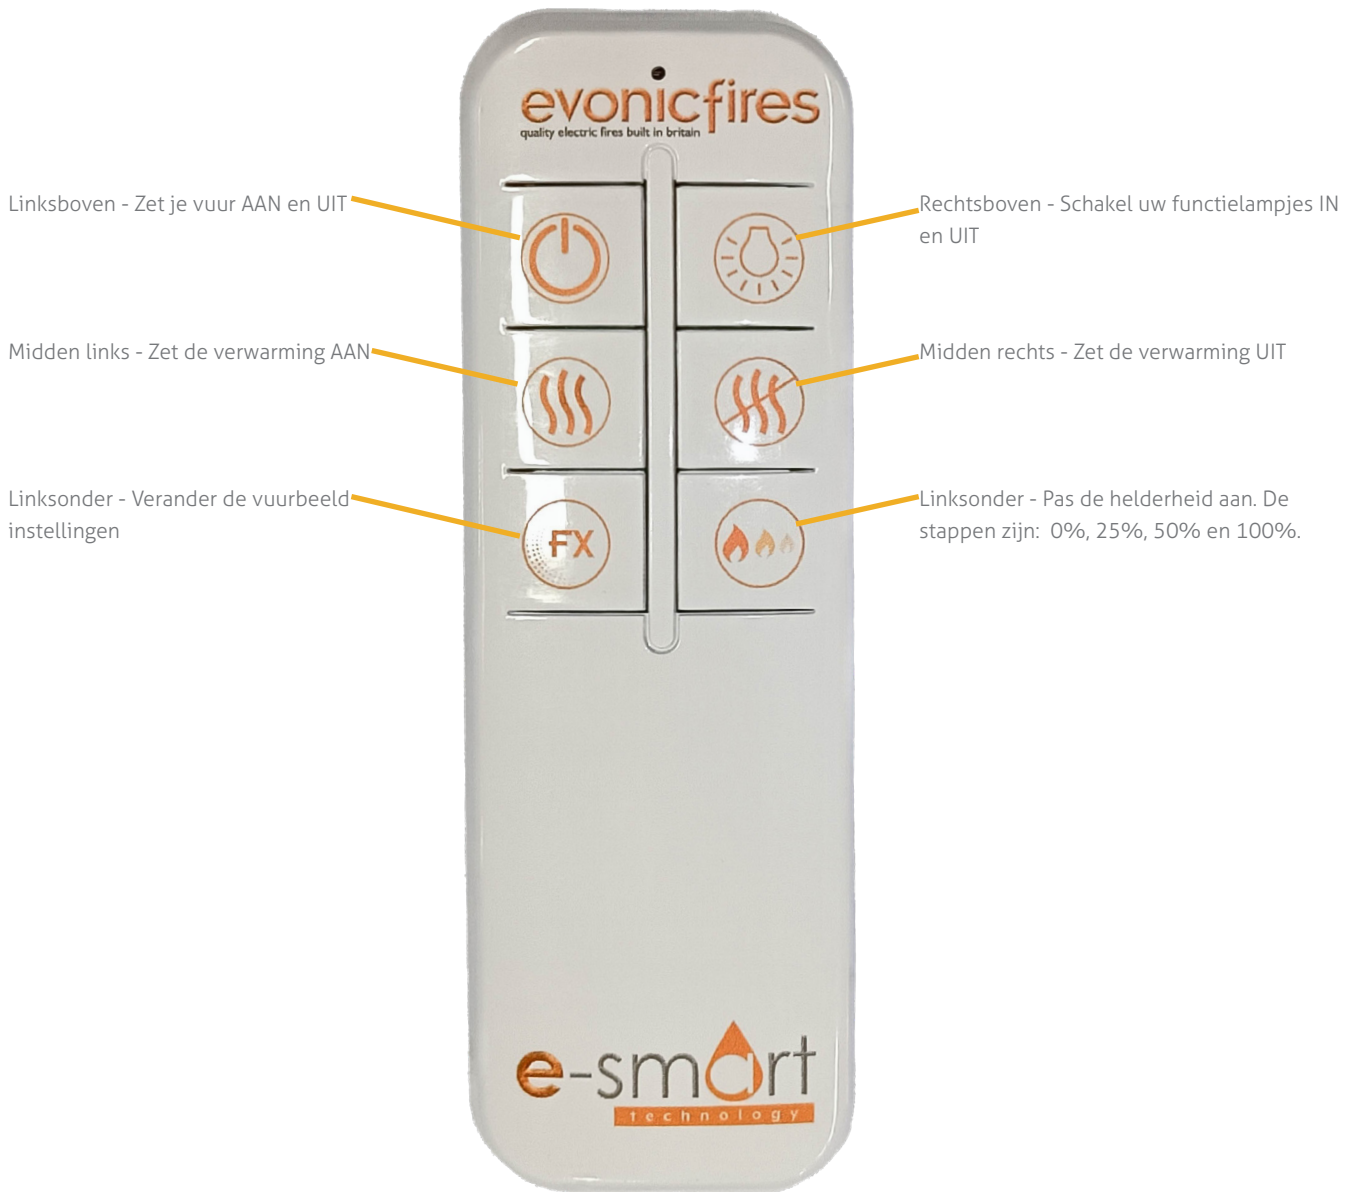 evonicfires
quality electric fires built in britain
Linksboven - Zet je vuur AAN en UIT
Rechtsboven - Schakel uw functielampjes IN
en UIT
Midden links - Zet de verwarming AAN
Midden rechts - Zet de verwarming UIT
Linksonder - Verander de vuurbeeld
instellingen
FX
Linksonder - Pas de helderheid aan. De
stappen zijn:  0%, 25%, 50% en 100%.
e-smart
technology